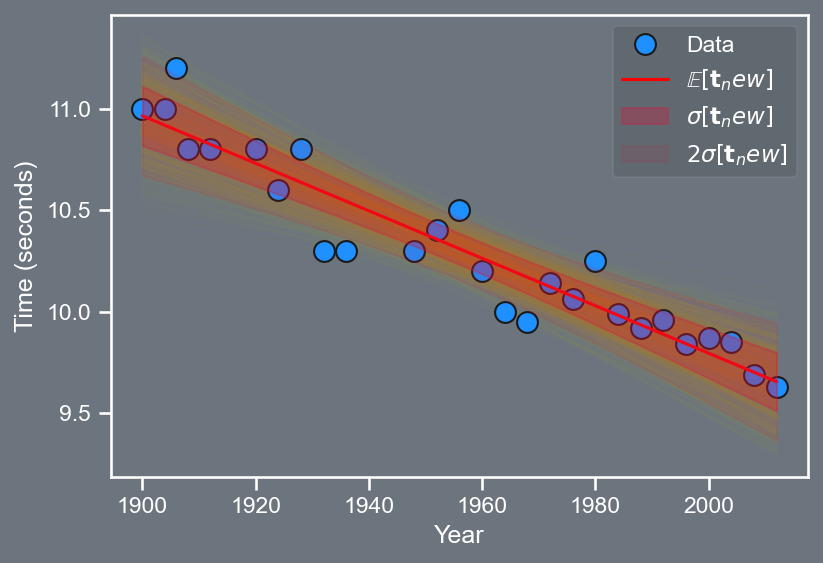 Time (seconds)
11.0
10.5
10.0
9.5
1900 1920 1940 1960 1980 2000
Year
Data
𝔼[𝐭ₙew]
σ[𝐭ₙew]
2σ[𝐭ₙew]